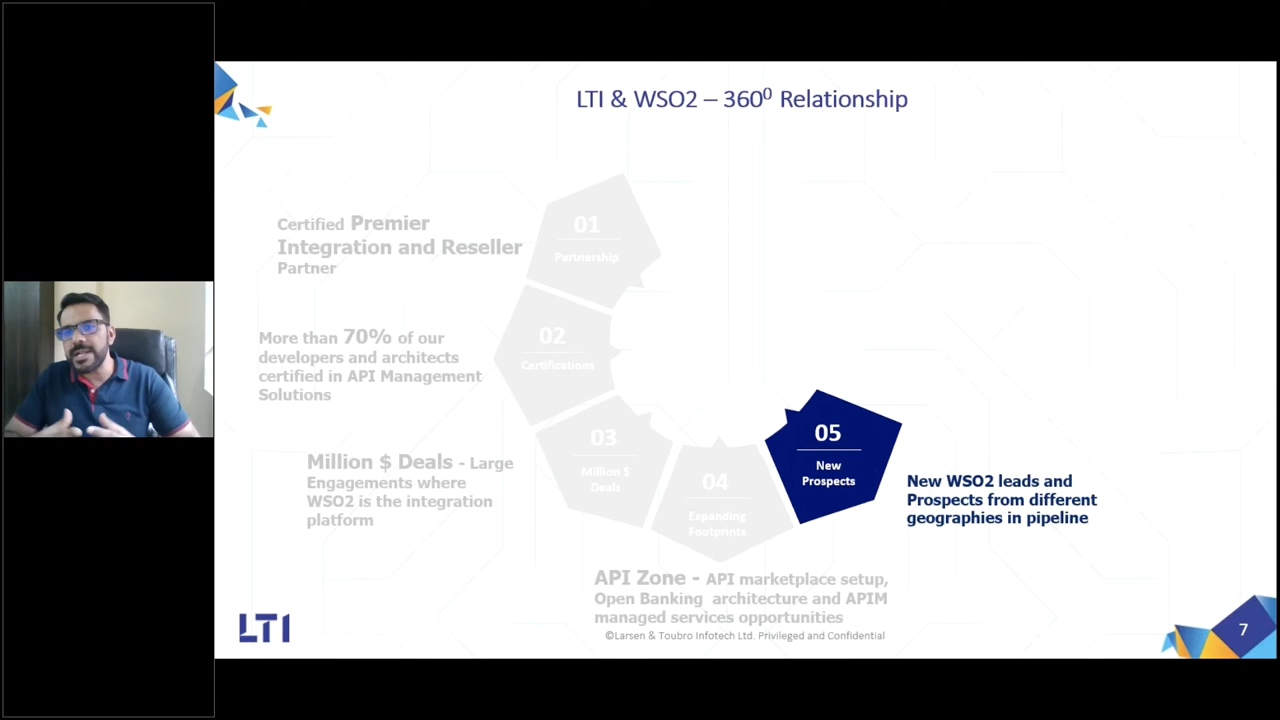 LTI & WSO2 – 360⁰ Relationship
01
Partnership
Certified Premier
Integration and Reseller
Partner
02
Certifications
More than 70% of our
developers and architects
certified in API Management
Solutions
03
Million $
Deals
Million $ Deals - Large
Engagements where
WSO2 is the integration
platform
04
Expanding
Footprints
API Zone - API marketplace setup,
Open Banking architecture and APIM
managed services opportunities
05
New
Prospects
New WSO2 leads and
Prospects from different
geographies in pipeline
LTI
©Larsen & Toubro Infotech Ltd. Privileged and Confidential
7